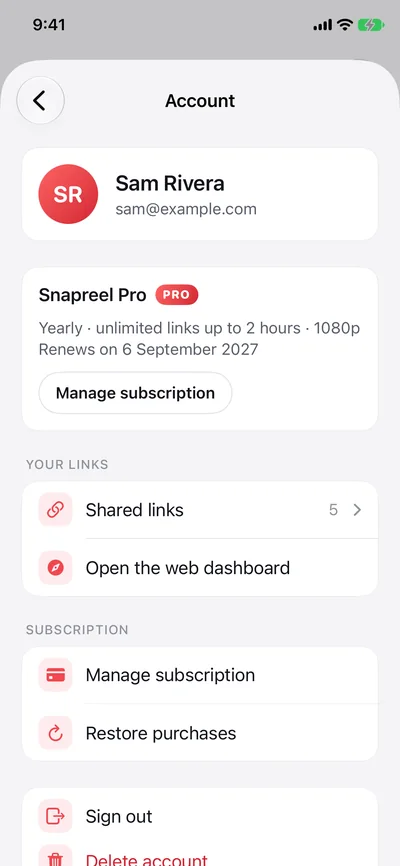 9:41
Account
SR
Sam Rivera
sam@example.com
Snapreel Pro PRO
Yearly · unlimited links up to 2 hours · 1080p
Renews on 6 September 2027
Manage subscription
YOUR LINKS
Shared links 5
Open the web dashboard
SUBSCRIPTION
Manage subscription
Restore purchases
Sign out
Delete account